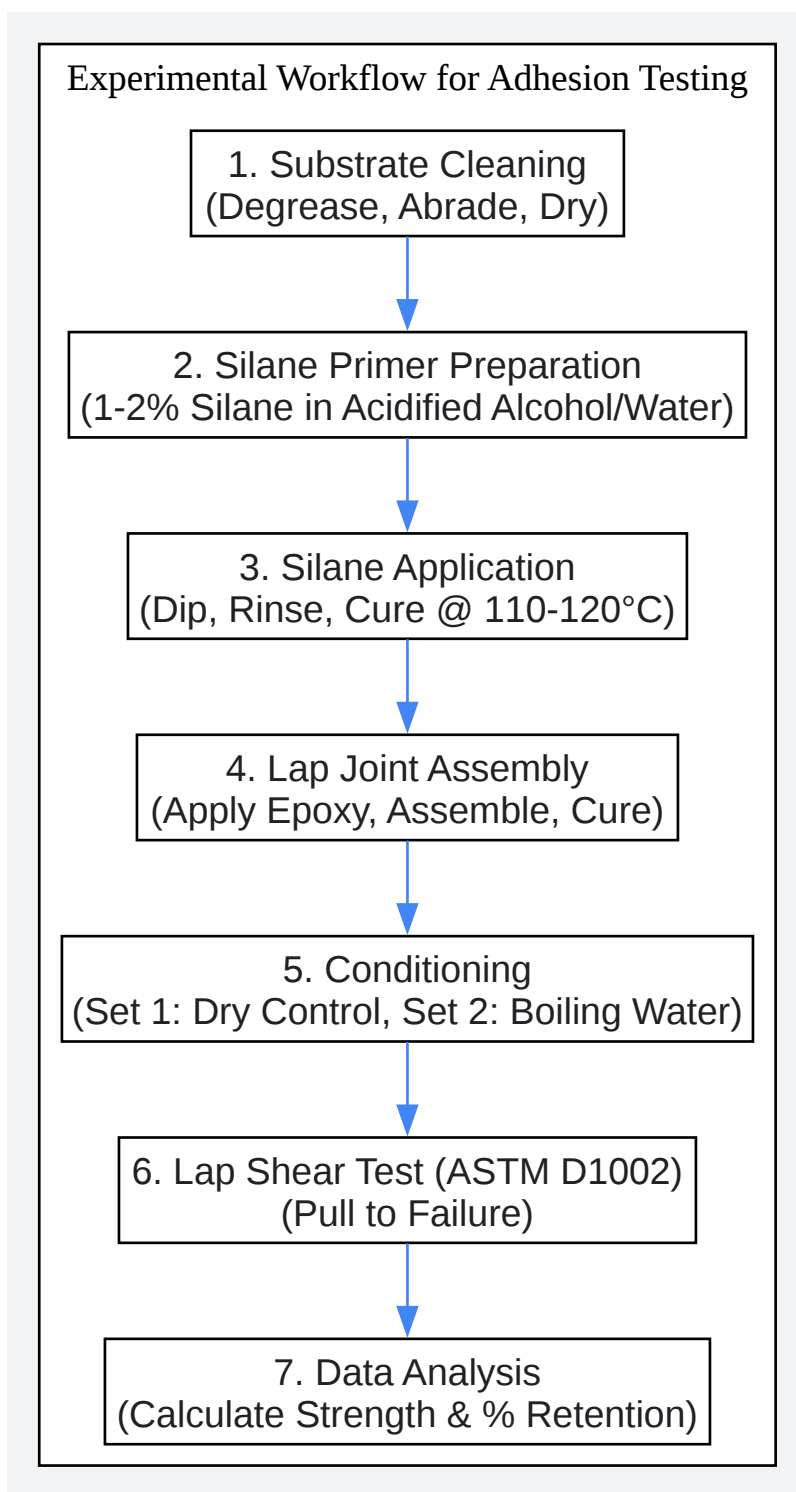 Experimental Workflow for Adhesion Testing
1. Substrate Cleaning
(Degrease, Abrade, Dry)
2. Silane Primer Preparation
(1-2% Silane in Acidified Alcohol/Water)
3. Silane Application
(Dip, Rinse, Cure @ 110-120°C)
4. Lap Joint Assembly
(Apply Epoxy, Assemble, Cure)
5. Conditioning
(Set 1: Dry Control, Set 2: Boiling Water)
6. Lap Shear Test (ASTM D1002)
(Pull to Failure)
7. Data Analysis
(Calculate Strength & % Retention)